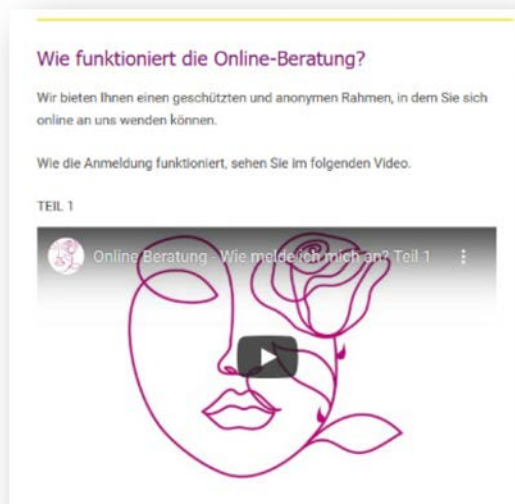 Wie funktioniert die Online-Beratung?
Wir bieten Ihnen einen geschützten und anonymen Rahmen, in dem Sie sich
online an uns wenden können.
Wie die Anmeldung funktioniert, sehen Sie im folgenden Video.
TEIL 1
Online Beratung - Wie melde ich mich an? Teil 1